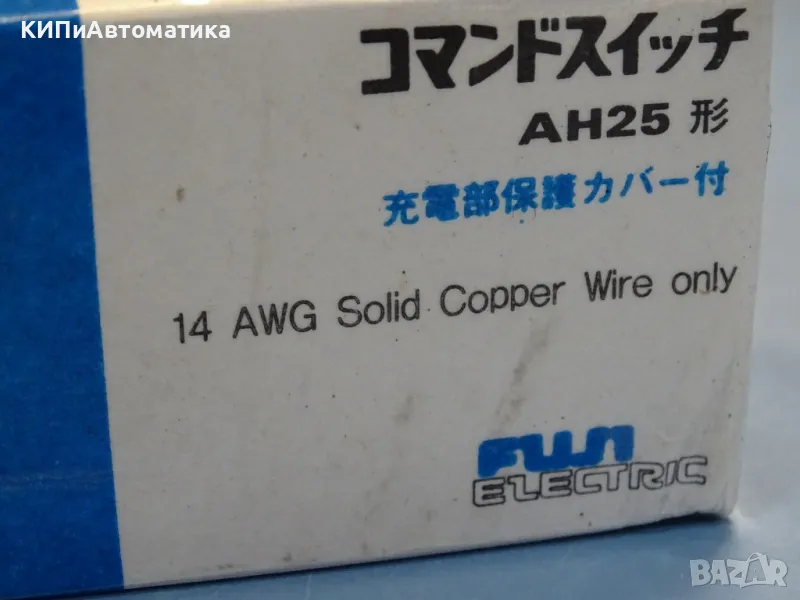 КИПиАвтоматика
コマンドスイッチ
AH25 形
充電部保護カバー付
14 AWG Solid Copper Wire only
FUJI
ELECTRIC
BAZAR